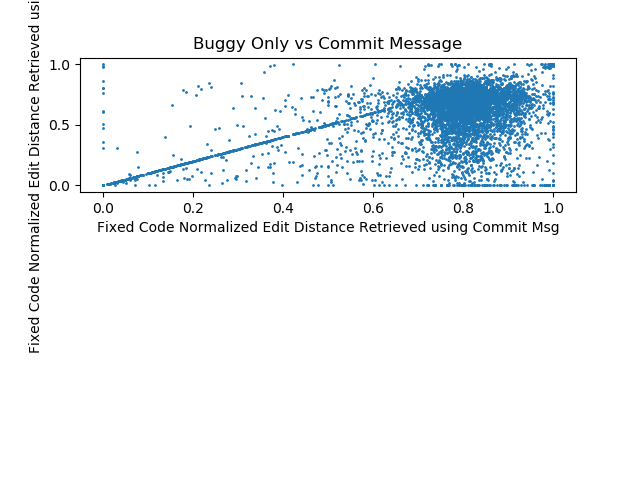 Buggy Only vs Commit Message
Fixed Code Normalized Edit Distance Retrieved usi
1.0
0.5
0.0
0.0 0.2 0.4 0.6 0.8 1.0
Fixed Code Normalized Edit Distance Retrieved using Commit Msg